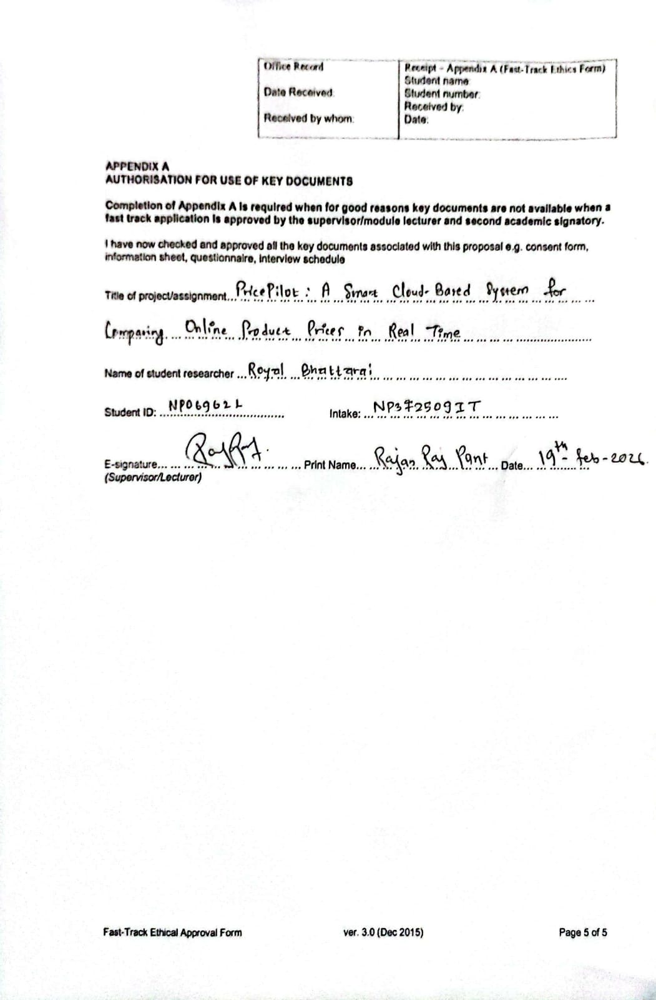 Office Record
Date Received:
Received by whom:
Receipt – Appendix A (Fast-Track Ethics Form)
Student name:
Student number:
Received by:
Date:
APPENDIX A
AUTHORISATION FOR USE OF KEY DOCUMENTS
Completion of Appendix A is required when for good reasons key documents are not available when a
fast track application is approved by the supervisor/module lecturer and second academic signatory.
I have now checked and approved all the key documents associated with this proposal e.g. consent form,
information sheet, questionnaire, interview schedule
Title of project/assignment... PricePilot : A Smart Cloud-Based System for
Comparing Online Product Prices in Real Time
Name of student researcher ... Royal Bhattarai
Student ID: NP069621 Intake: ... NP3F2509IT
E-signature... Print Name... Rajan Raj Pant ... Date... 19th - feb - 2026.
(Supervisor/Lecturer)
Fast-Track Ethical Approval Form ver. 3.0 (Dec 2015) Page 5 of 5